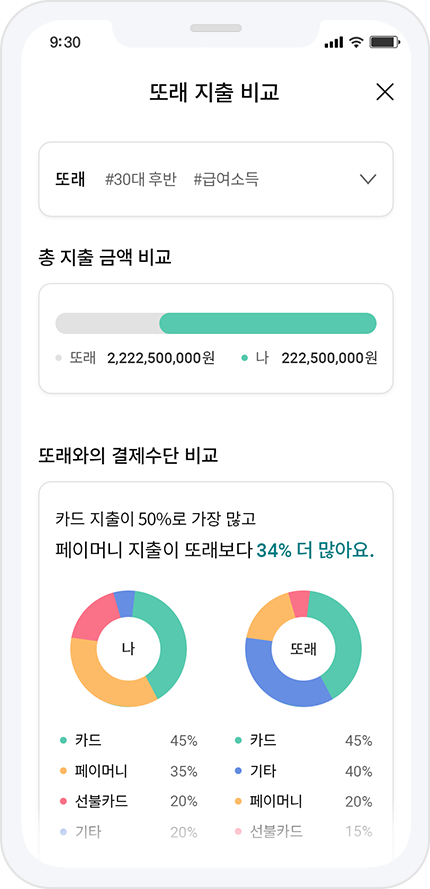 9:30
또래 지출 비교
또래 #30대 후반 #급여소득
총 지출 금액 비교
또래 2,222,500,000원 나 222,500,000원
또래와의 결제수단 비교
카드 지출이 50%로 가장 많고
페이머니 지출이 또래보다 34% 더 많아요.
나 또래
카드 45% 카드 45%
페이머니 35% 기타 40%
선불카드 20% 페이머니 20%
기타 20% 선불카드 15%